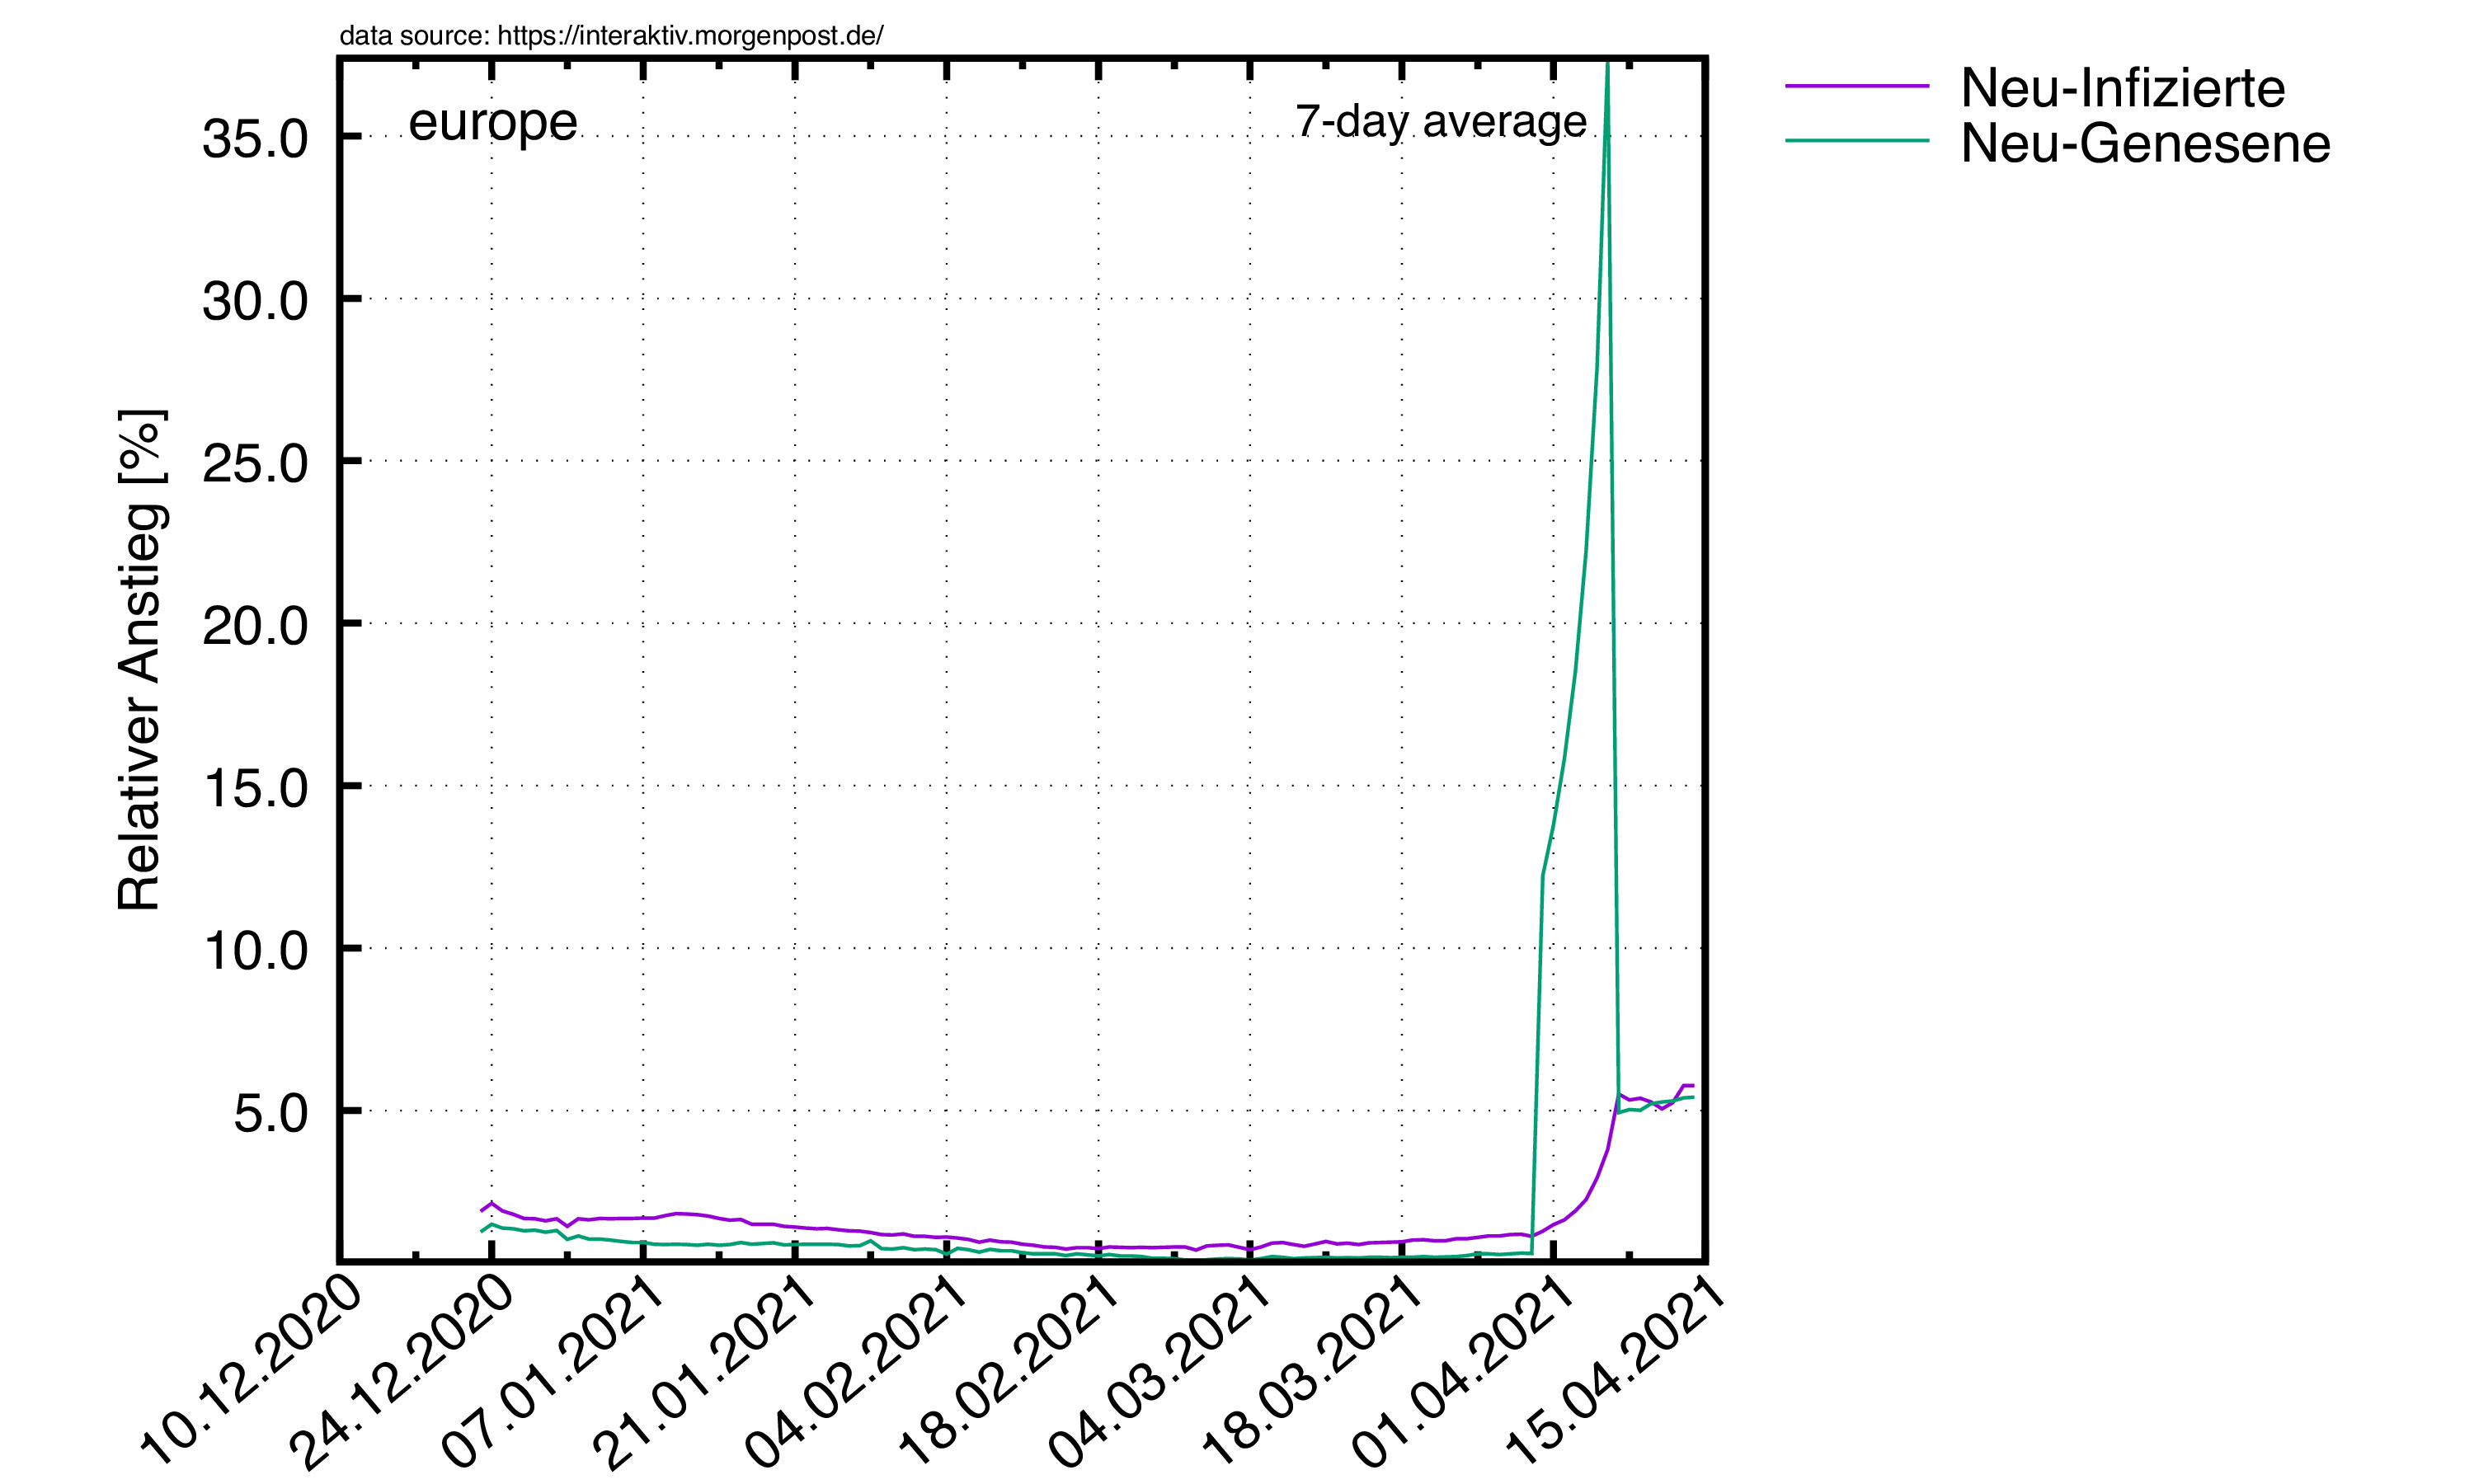 data source: https://interaktiv.morgenpost.de/
europe
7-day average
Neu-Infizierte
Neu-Genesene
Relativer Anstieg [%]
35.0
30.0
25.0
20.0
15.0
10.0
5.0
10.12.2020
24.12.2020
07.01.2021
21.01.2021
04.02.2021
18.02.2021
04.03.2021
18.03.2021
01.04.2021
15.04.2021